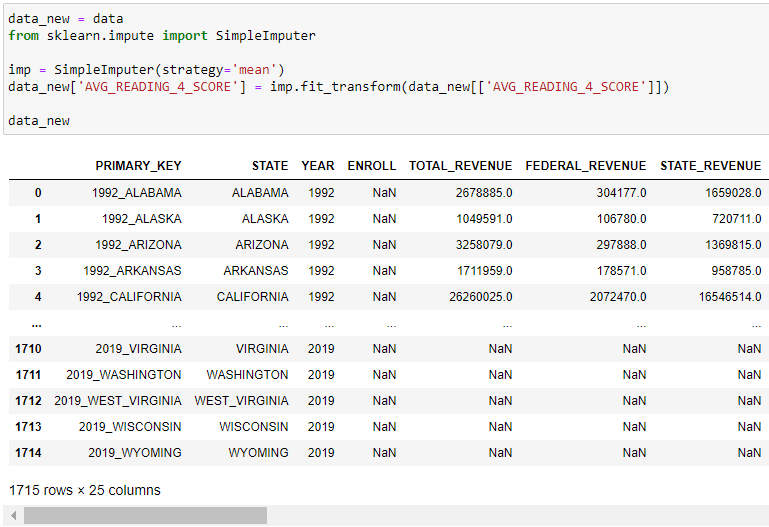 data_new = data
from sklearn.impute import SimpleImputer
imp = SimpleImputer(strategy='mean')
data_new['AVG_READING_4_SCORE'] = imp.fit_transform(data_new[['AVG_READING_4_SCORE']])
data_new
PRIMARY_KEY STATE YEAR ENROLL TOTAL_REVENUE FEDERAL_REVENUE STATE_REVENUE
0 1992_ALABAMA ALABAMA 1992 NaN 2678885.0 304177.0 1659028.0
1 1992_ALASKA ALASKA 1992 NaN 1049591.0 106780.0 720711.0
2 1992_ARIZONA ARIZONA 1992 NaN 3258079.0 297888.0 1369815.0
3 1992_ARKANSAS ARKANSAS 1992 NaN 1711959.0 178571.0 958785.0
4 1992_CALIFORNIA CALIFORNIA 1992 NaN 26260025.0 2072470.0 16546514.0
... ... ... ... ... ... ... ...
1710 2019_VIRGINIA VIRGINIA 2019 NaN NaN NaN NaN
1711 2019_WASHINGTON WASHINGTON 2019 NaN NaN NaN NaN
1712 2019_WEST_VIRGINIA WEST_VIRGINIA 2019 NaN NaN NaN NaN
1713 2019_WISCONSIN WISCONSIN 2019 NaN NaN NaN NaN
1714 2019_WYOMING WYOMING 2019 NaN NaN NaN NaN
1715 rows × 25 columns